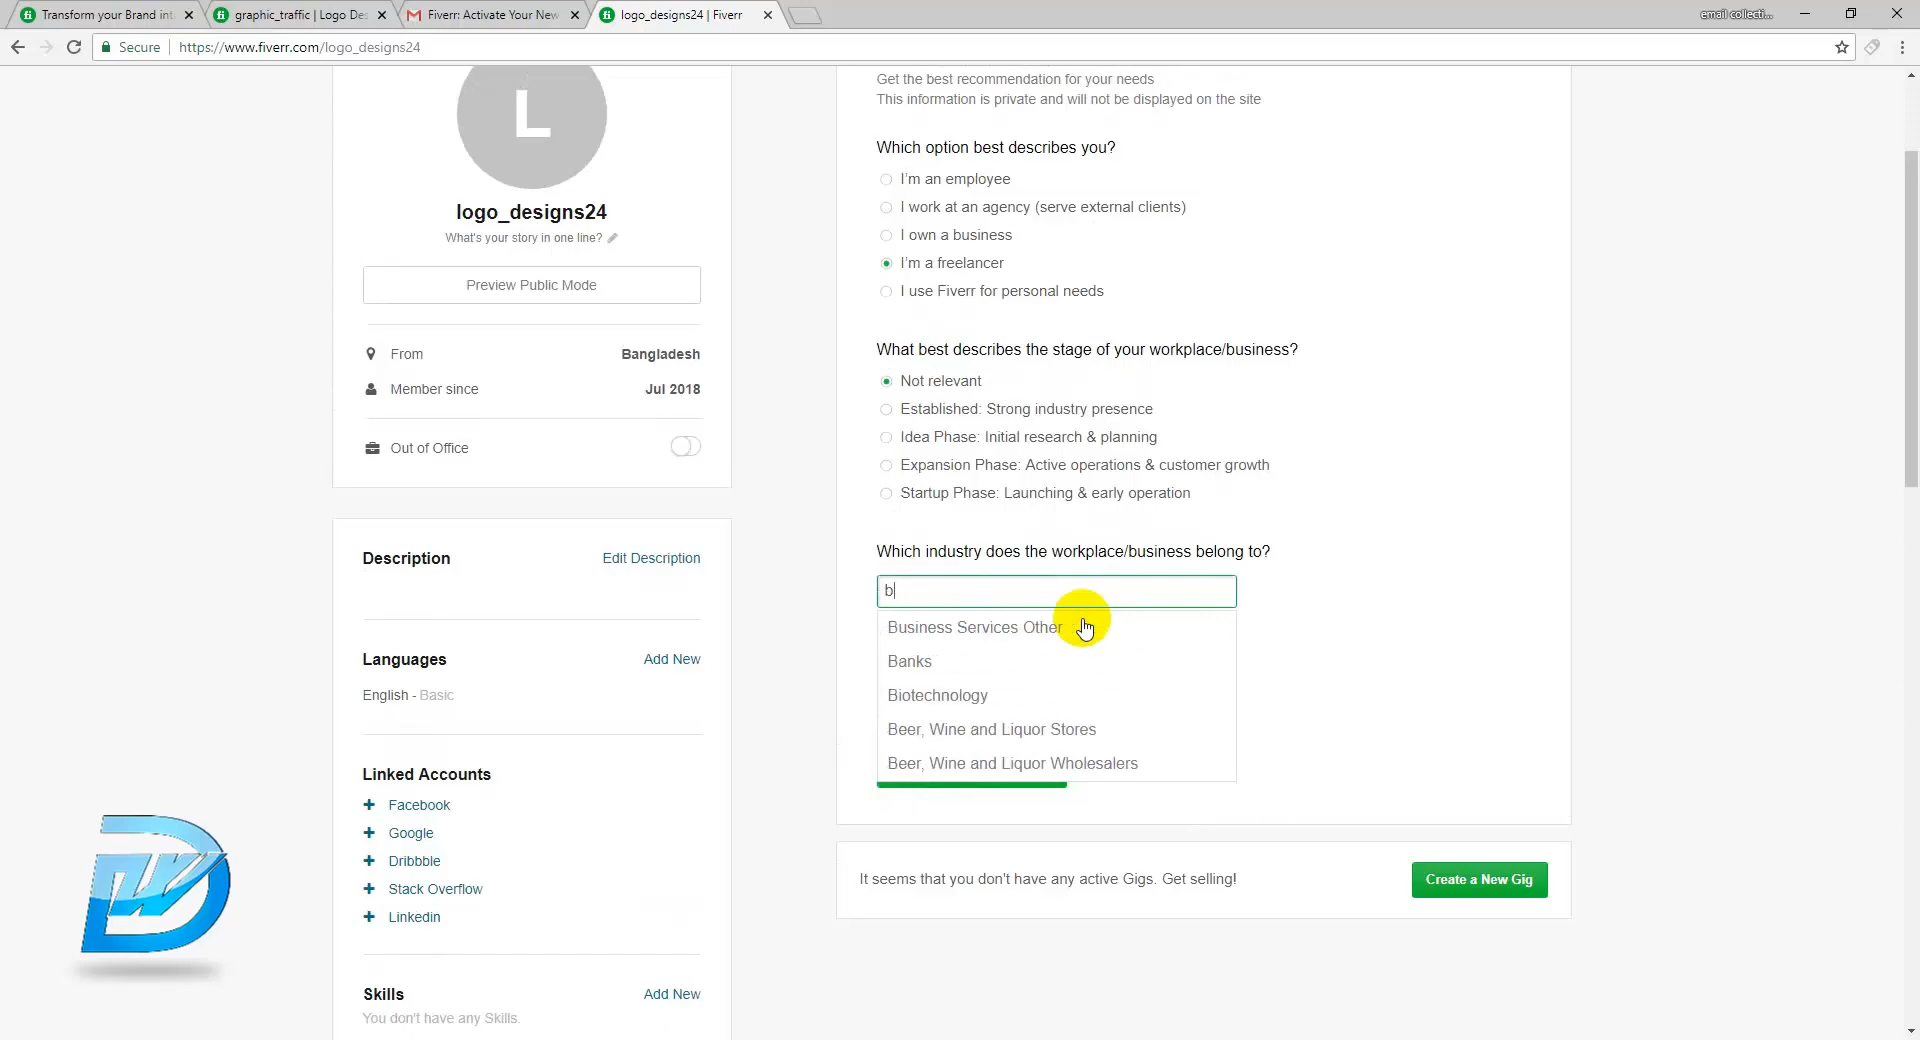 Transform your Brand int
graphic_traffic | Logo Des
Fiverr: Activate Your New
logo_designs24 | Fiverr
email collecti...
Secure
https://www.fiverr.com/logo_designs24
L
logo_designs24
What's your story in one line?
Preview Public Mode
From Bangladesh
Member since Jul 2018
Out of Office
Description Edit Description
Languages Add New
English - Basic
Linked Accounts
Facebook
Google
Dribbble
Stack Overflow
Linkedin
Skills Add New
You don't have any Skills.
Get the best recommendation for your needs
This information is private and will not be displayed on the site
Which option best describes you?
I'm an employee
I work at an agency (serve external clients)
I own a business
I'm a freelancer
I use Fiverr for personal needs
What best describes the stage of your workplace/business?
Not relevant
Established: Strong industry presence
Idea Phase: Initial research & planning
Expansion Phase: Active operations & customer growth
Startup Phase: Launching & early operation
Which industry does the workplace/business belong to?
b
Business Services Other
Banks
Biotechnology
Beer, Wine and Liquor Stores
Beer, Wine and Liquor Wholesalers
It seems that you don't have any active Gigs. Get selling!
Create a New Gig